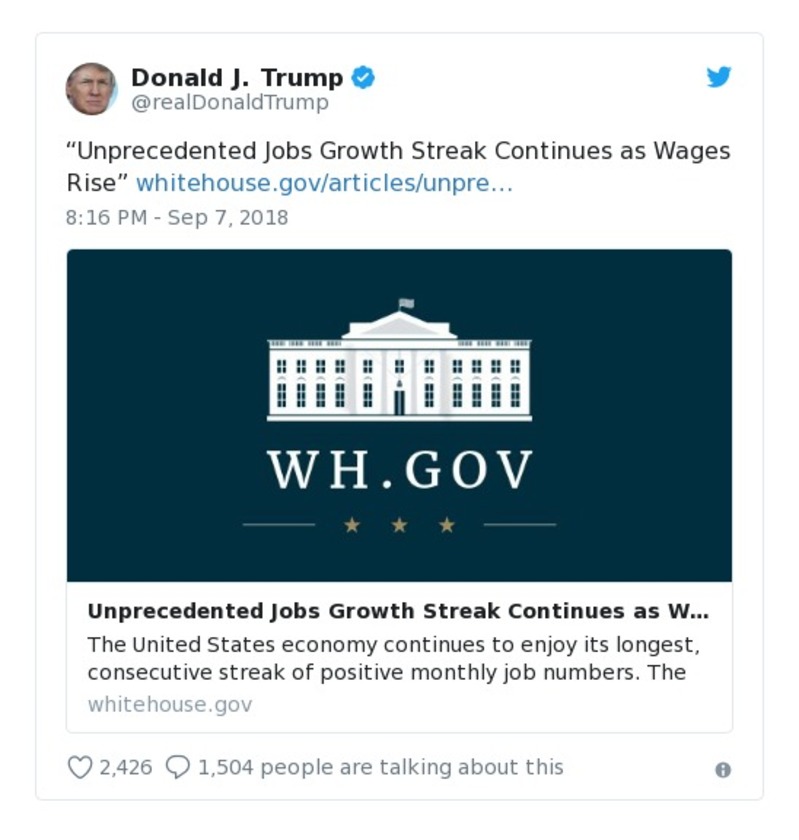 Donald J. Trump
@realDonaldTrump
“Unprecedented Jobs Growth Streak Continues as Wages
Rise” whitehouse.gov/articles/unpre…
8:16 PM - Sep 7, 2018
WH.GOV
Unprecedented Jobs Growth Streak Continues as W…
The United States economy continues to enjoy its longest,
consecutive streak of positive monthly job numbers. The
whitehouse.gov
2,426 1,504 people are talking about this